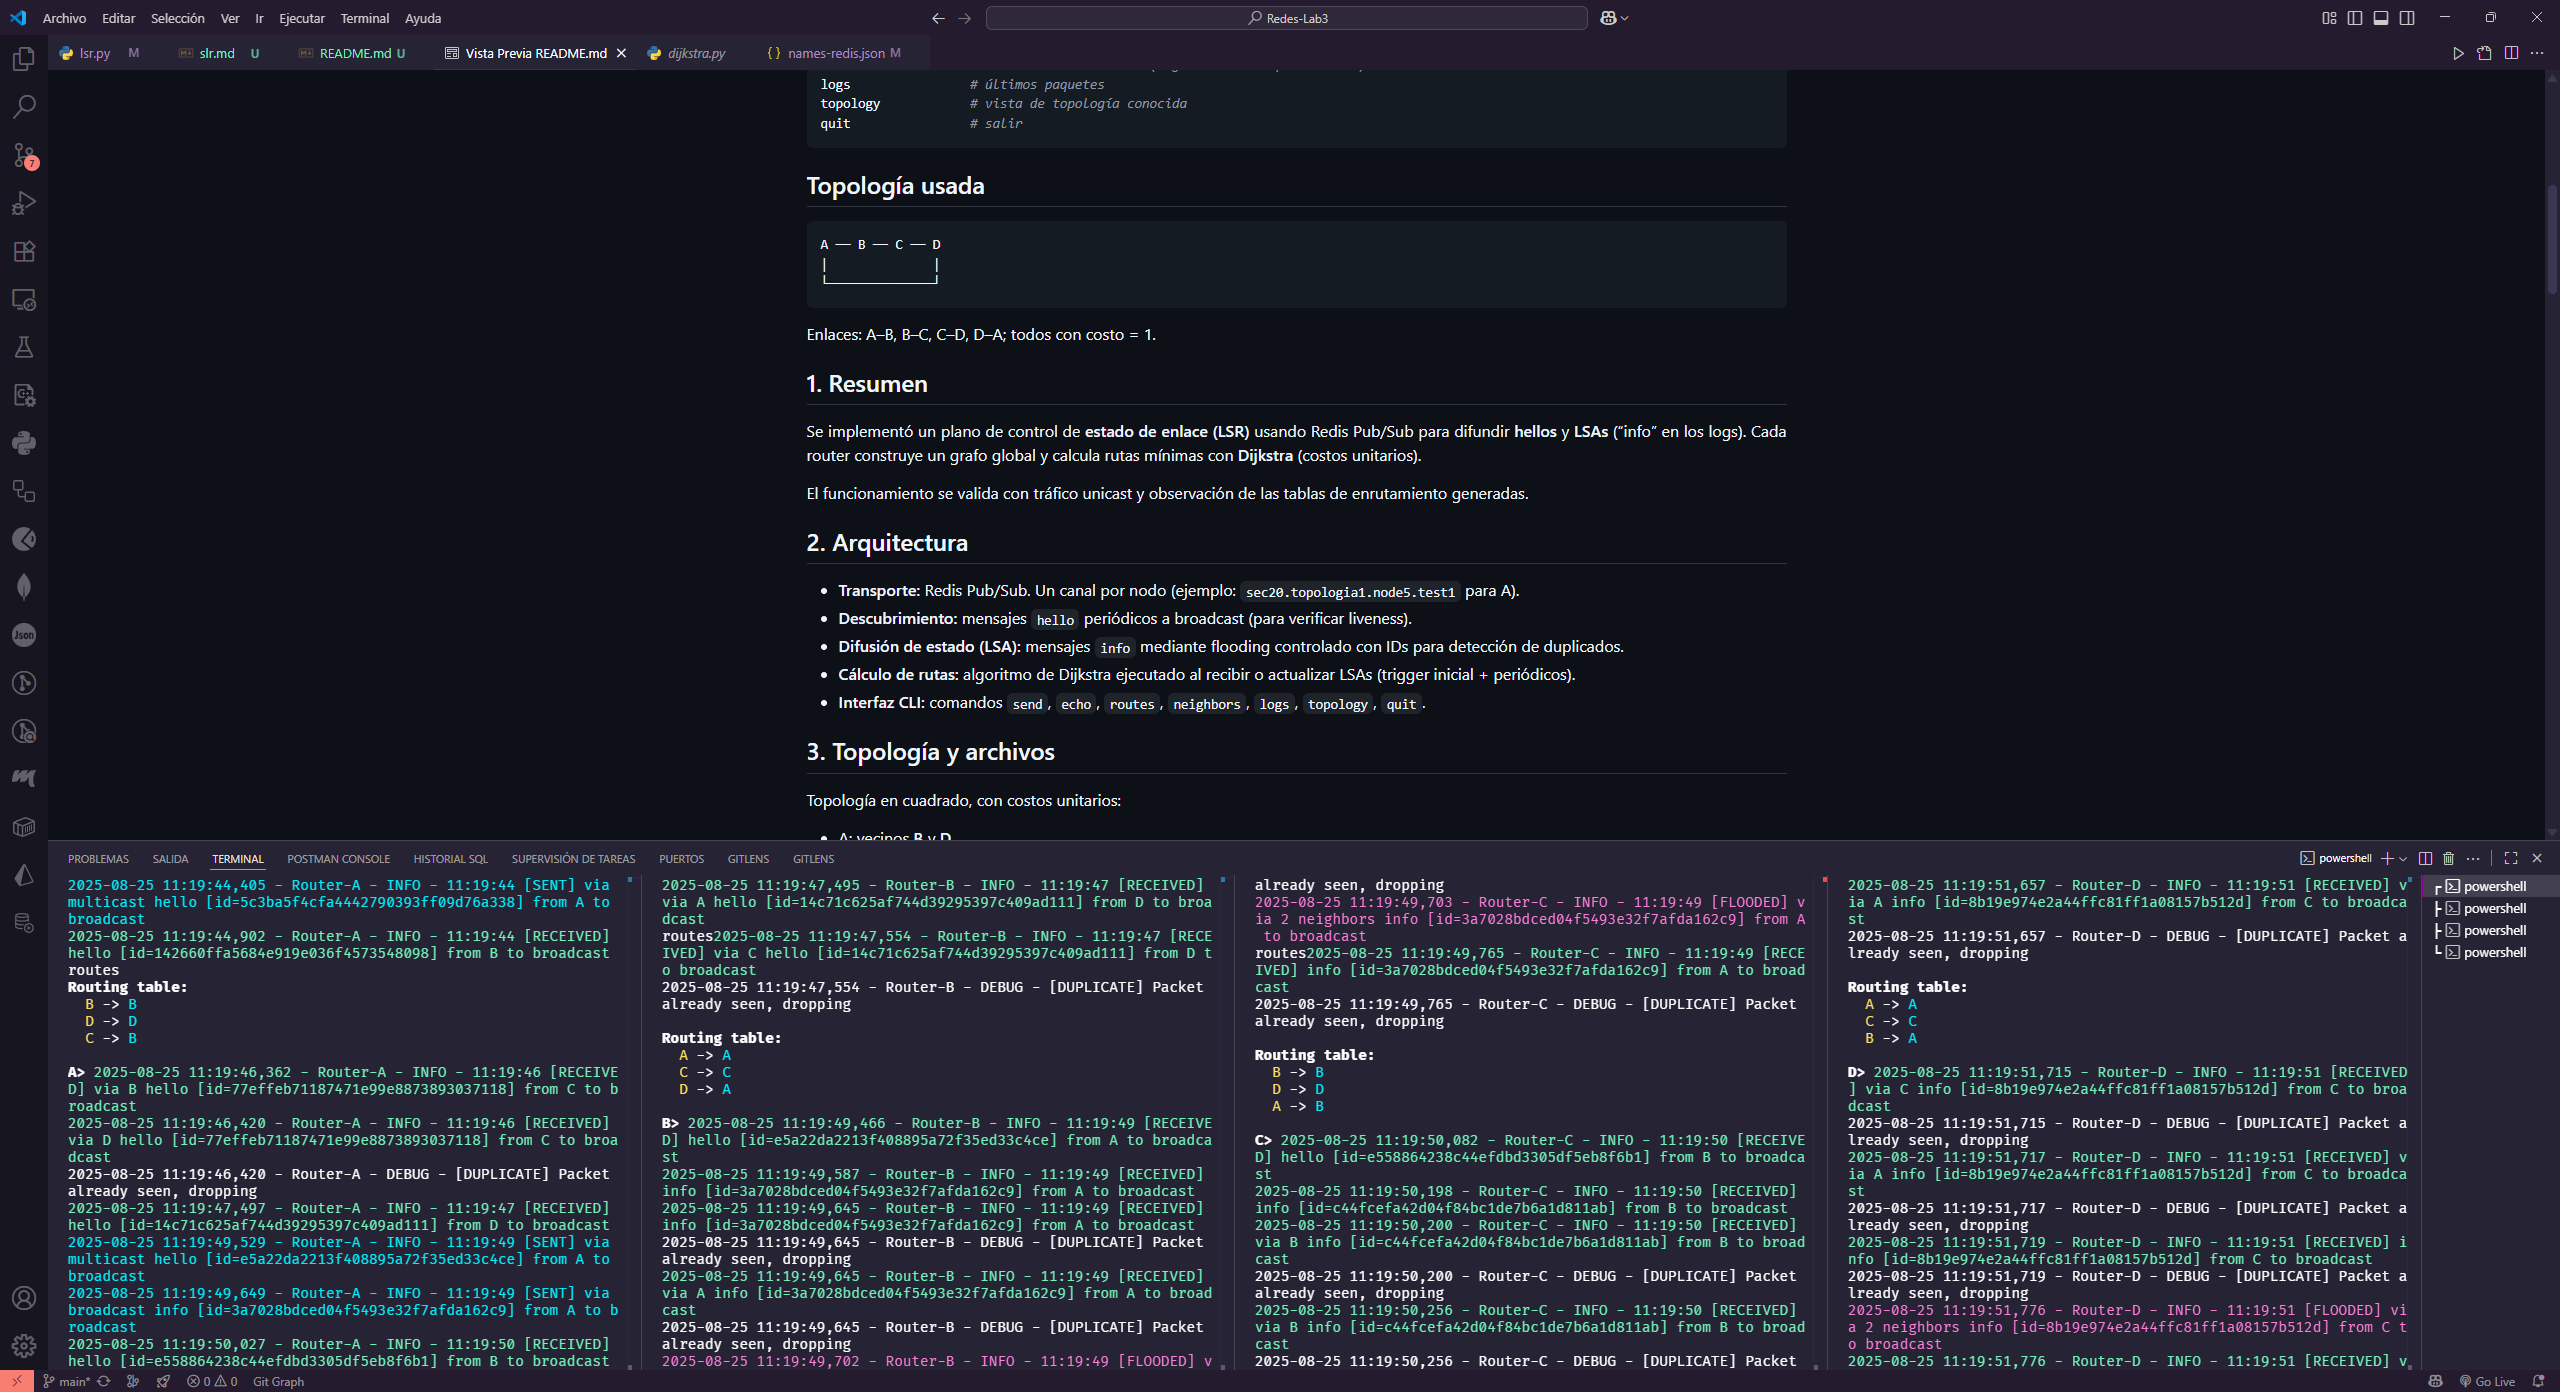 Archivo Editar Selección Ver Ir Ejecutar Terminal Ayuda
Redes-Lab3
lsr.py M
slr.md U
README.md U
Vista Previa README.md
dijkstra.py
{} names-redis.json M
logs # últimos paquetes
topology # vista de topología conocida
quit # salir
Topología usada
A ── B ── C ── D
Enlaces: A–B, B–C, C–D, D–A; todos con costo = 1.
1. Resumen
Se implementó un plano de control de estado de enlace (LSR) usando Redis Pub/Sub para difundir hellos y LSAs (“info” en los logs). Cada
router construye un grafo global y calcula rutas mínimas con Dijkstra (costos unitarios).
El funcionamiento se valida con tráfico unicast y observación de las tablas de enrutamiento generadas.
2. Arquitectura
• Transporte: Redis Pub/Sub. Un canal por nodo (ejemplo: sec20.topologia1.node5.test1 para A).
• Descubrimiento: mensajes hello periódicos a broadcast (para verificar liveness).
• Difusión de estado (LSA): mensajes info mediante flooding controlado con IDs para detección de duplicados.
• Cálculo de rutas: algoritmo de Dijkstra ejecutado al recibir o actualizar LSAs (trigger inicial + periódicos).
• Interfaz CLI: comandos send, echo, routes, neighbors, logs, topology, quit.
3. Topología y archivos
Topología en cuadrado, con costos unitarios:
• A: vecinos B y D
7
Json
PROBLEMAS SALIDA TERMINAL POSTMAN CONSOLE HISTORIAL SQL SUPERVISIÓN DE TAREAS PUERTOS GITLENS GITLENS
powershell
2025-08-25 11:19:44,405 - Router-A - INFO - 11:19:44 [SENT] via
multicast hello [id=5c3ba5f4cfa4442790393ff09d76a338] from A to
broadcast
2025-08-25 11:19:44,902 - Router-A - INFO - 11:19:44 [RECEIVED]
hello [id=142660ffa5684e919e036f4573548098] from B to broadcast
routes
Routing table:
B -> B
D -> D
C -> B
A> 2025-08-25 11:19:46,362 - Router-A - INFO - 11:19:46 [RECEIVE
D] via B hello [id=77effeb71187471e99e8873893037118] from C to b
roadcast
2025-08-25 11:19:46,420 - Router-A - INFO - 11:19:46 [RECEIVED]
via D hello [id=77effeb71187471e99e8873893037118] from C to broa
dcast
2025-08-25 11:19:46,420 - Router-A - DEBUG - [DUPLICATE] Packet
already seen, dropping
2025-08-25 11:19:47,497 - Router-A - INFO - 11:19:47 [RECEIVED]
hello [id=14c71c625af744d39295397c409ad111] from D to broadcast
2025-08-25 11:19:49,529 - Router-A - INFO - 11:19:49 [SENT] via
multicast hello [id=e5a22da2213f408895a72f35ed33c4ce] from A to
broadcast
2025-08-25 11:19:49,649 - Router-A - INFO - 11:19:49 [SENT] via
broadcast info [id=3a7028bdced04f5493e32f7afda162c9] from A to b
roadcast
2025-08-25 11:19:50,027 - Router-A - INFO - 11:19:50 [RECEIVED]
hello [id=e558864238c44efdbd3305df5eb8f6b1] from B to broadcast
2025-08-25 11:19:47,495 - Router-B - INFO - 11:19:47 [RECEIVED]
via A hello [id=14c71c625af744d39295397c409ad111] from D to broa
dcast
routes2025-08-25 11:19:47,554 - Router-B - INFO - 11:19:47 [RECE
IVED] via C hello [id=14c71c625af744d39295397c409ad111] from D t
o broadcast
2025-08-25 11:19:47,554 - Router-B - DEBUG - [DUPLICATE] Packet
already seen, dropping
Routing table:
A -> A
C -> C
D -> A
B> 2025-08-25 11:19:49,466 - Router-B - INFO - 11:19:49 [RECEIVE
D] hello [id=e5a22da2213f408895a72f35ed33c4ce] from A to broadca
st
2025-08-25 11:19:49,587 - Router-B - INFO - 11:19:49 [RECEIVED]
info [id=3a7028bdced04f5493e32f7afda162c9] from A to broadcast
2025-08-25 11:19:49,645 - Router-B - INFO - 11:19:49 [RECEIVED]
info [id=3a7028bdced04f5493e32f7afda162c9] from A to broadcast
2025-08-25 11:19:49,645 - Router-B - DEBUG - [DUPLICATE] Packet
already seen, dropping
2025-08-25 11:19:49,645 - Router-B - INFO - 11:19:49 [RECEIVED]
via A info [id=3a7028bdced04f5493e32f7afda162c9] from A to broad
cast
2025-08-25 11:19:49,645 - Router-B - DEBUG - [DUPLICATE] Packet
already seen, dropping
2025-08-25 11:19:49,702 - Router-B - INFO - 11:19:49 [FLOODED] v
already seen, dropping
2025-08-25 11:19:49,703 - Router-C - INFO - 11:19:49 [FLOODED] v
ia 2 neighbors info [id=3a7028bdced04f5493e32f7afda162c9] from A
to broadcast
routes2025-08-25 11:19:49,765 - Router-C - INFO - 11:19:49 [RECE
IVED] info [id=3a7028bdced04f5493e32f7afda162c9] from A to broad
cast
2025-08-25 11:19:49,765 - Router-C - DEBUG - [DUPLICATE] Packet
already seen, dropping
Routing table:
B -> B
D -> D
A -> B
C> 2025-08-25 11:19:50,082 - Router-C - INFO - 11:19:50 [RECEIVE
D] hello [id=e558864238c44efdbd3305df5eb8f6b1] from B to broadca
st
2025-08-25 11:19:50,198 - Router-C - INFO - 11:19:50 [RECEIVED]
info [id=c44fcefa42d04f84bc1de7b6a1d811ab] from B to broadcast
2025-08-25 11:19:50,200 - Router-C - INFO - 11:19:50 [RECEIVED]
via B info [id=c44fcefa42d04f84bc1de7b6a1d811ab] from B to broad
cast
2025-08-25 11:19:50,200 - Router-C - DEBUG - [DUPLICATE] Packet
already seen, dropping
2025-08-25 11:19:50,256 - Router-C - INFO - 11:19:50 [RECEIVED]
via B info [id=c44fcefa42d04f84bc1de7b6a1d811ab] from B to broad
cast
2025-08-25 11:19:50,256 - Router-C - DEBUG - [DUPLICATE] Packet
2025-08-25 11:19:51,657 - Router-D - INFO - 11:19:51 [RECEIVED] v
ia A info [id=8b19e974e2a44ffc81ff1a08157b512d] from C to broadca
st
2025-08-25 11:19:51,657 - Router-D - DEBUG - [DUPLICATE] Packet a
lready seen, dropping
Routing table:
A -> A
C -> C
B -> A
D> 2025-08-25 11:19:51,715 - Router-D - INFO - 11:19:51 [RECEIVED
] via C info [id=8b19e974e2a44ffc81ff1a08157b512d] from C to broa
dcast
2025-08-25 11:19:51,715 - Router-D - DEBUG - [DUPLICATE] Packet a
lready seen, dropping
2025-08-25 11:19:51,717 - Router-D - INFO - 11:19:51 [RECEIVED] v
ia A info [id=8b19e974e2a44ffc81ff1a08157b512d] from C to broadca
st
2025-08-25 11:19:51,717 - Router-D - DEBUG - [DUPLICATE] Packet a
lready seen, dropping
2025-08-25 11:19:51,719 - Router-D - INFO - 11:19:51 [RECEIVED] i
nfo [id=8b19e974e2a44ffc81ff1a08157b512d] from C to broadcast
2025-08-25 11:19:51,719 - Router-D - DEBUG - [DUPLICATE] Packet a
lready seen, dropping
2025-08-25 11:19:51,776 - Router-D - INFO - 11:19:51 [FLOODED] vi
a 2 neighbors info [id=8b19e974e2a44ffc81ff1a08157b512d] from C t
o broadcast
2025-08-25 11:19:51,776 - Router-D - INFO - 11:19:51 [RECEIVED] v
powershell
powershell
powershell
powershell
main* 0 0 Git Graph
Go Live